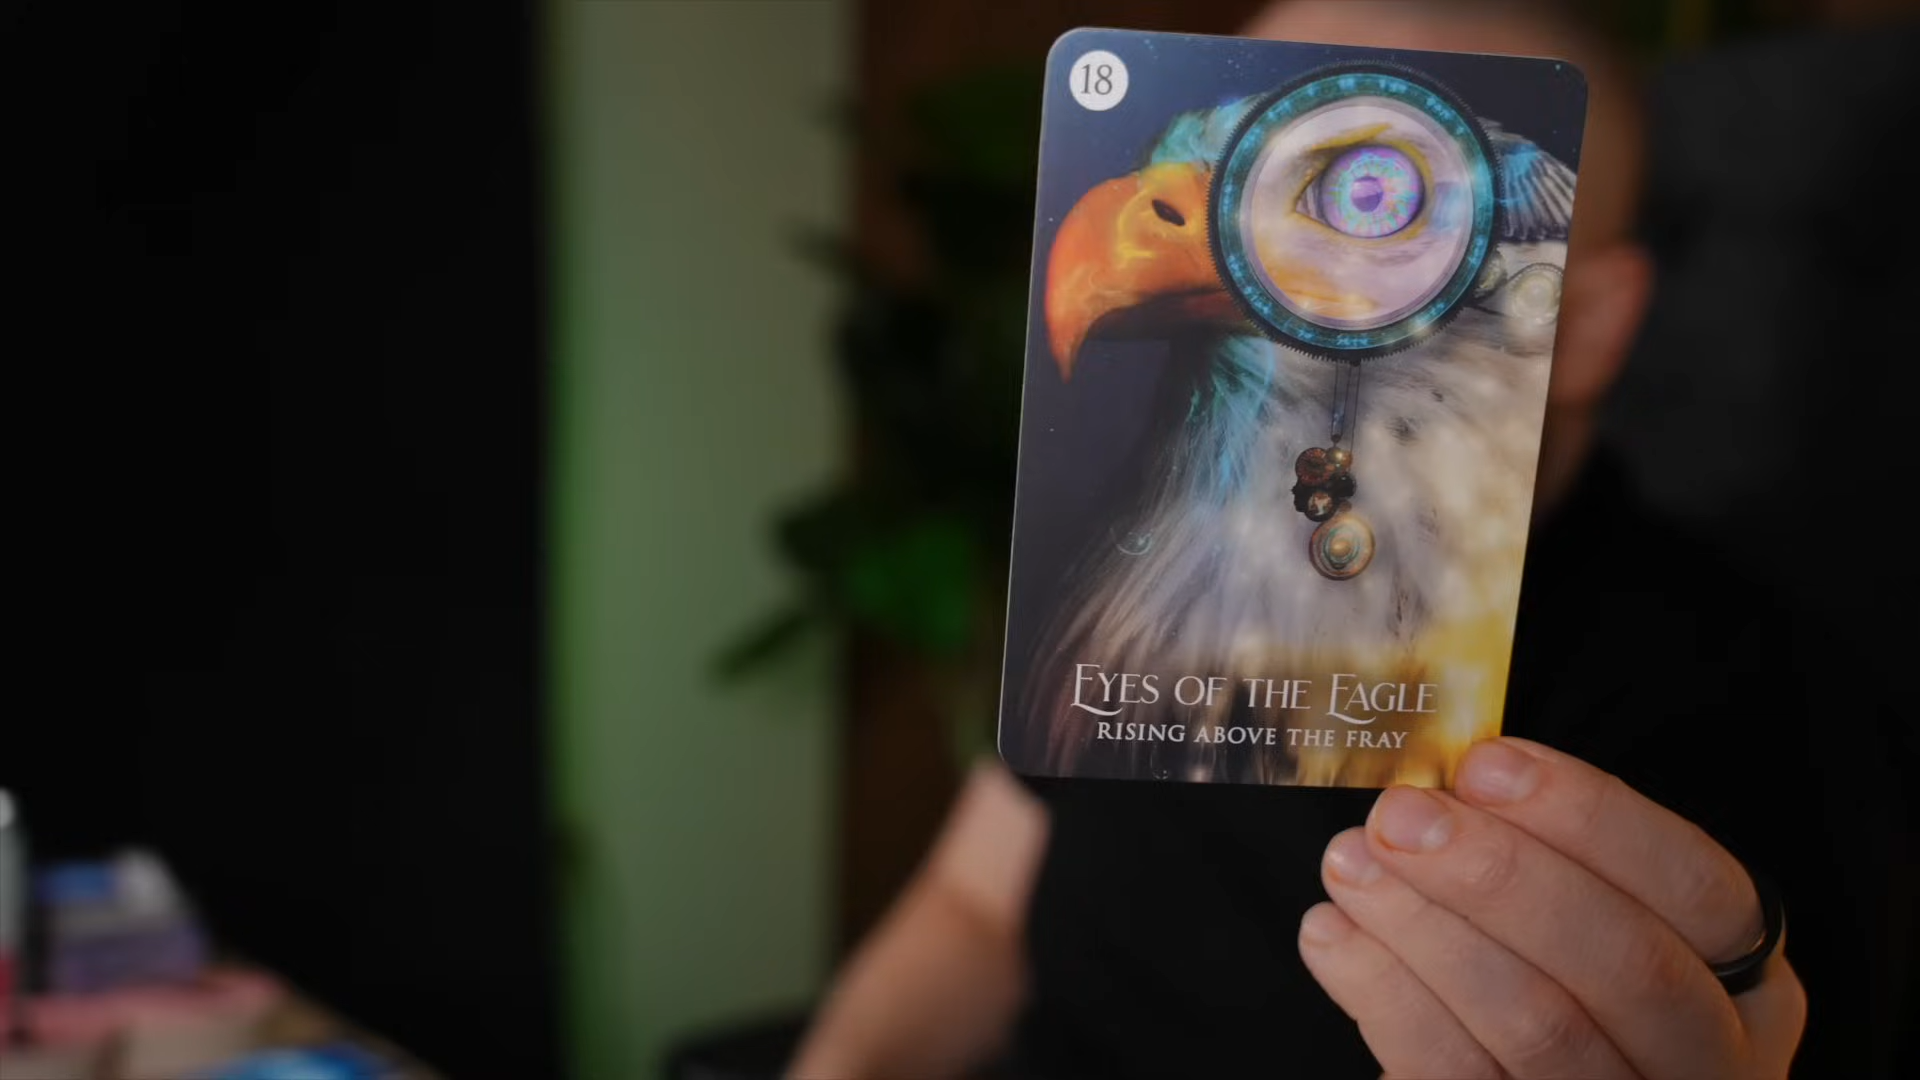 18
EYES OF THE EAGLE
RISING ABOVE THE FRAY